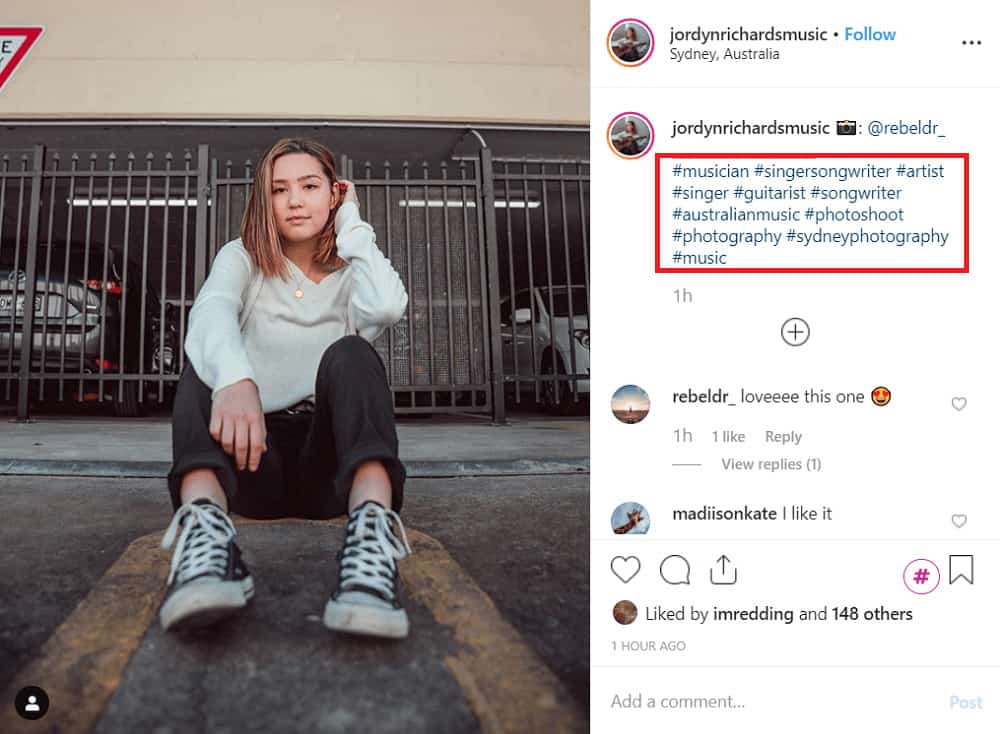 E
jordynrichardsmusic • Follow
Sydney, Australia
jordynrichardsmusic 📷: @rebeldr_
#musician #singersongwriter #artist
#singer #guitarist #songwriter
#australianmusic #photoshoot
#photography #sydneyphotography
#music
1h
rebeldr_ loveeee this one 😍
1h 1 like Reply
View replies (1)
madiisonkate I like it
#
Liked by imredding and 148 others
1 HOUR AGO
Add a comment... Post